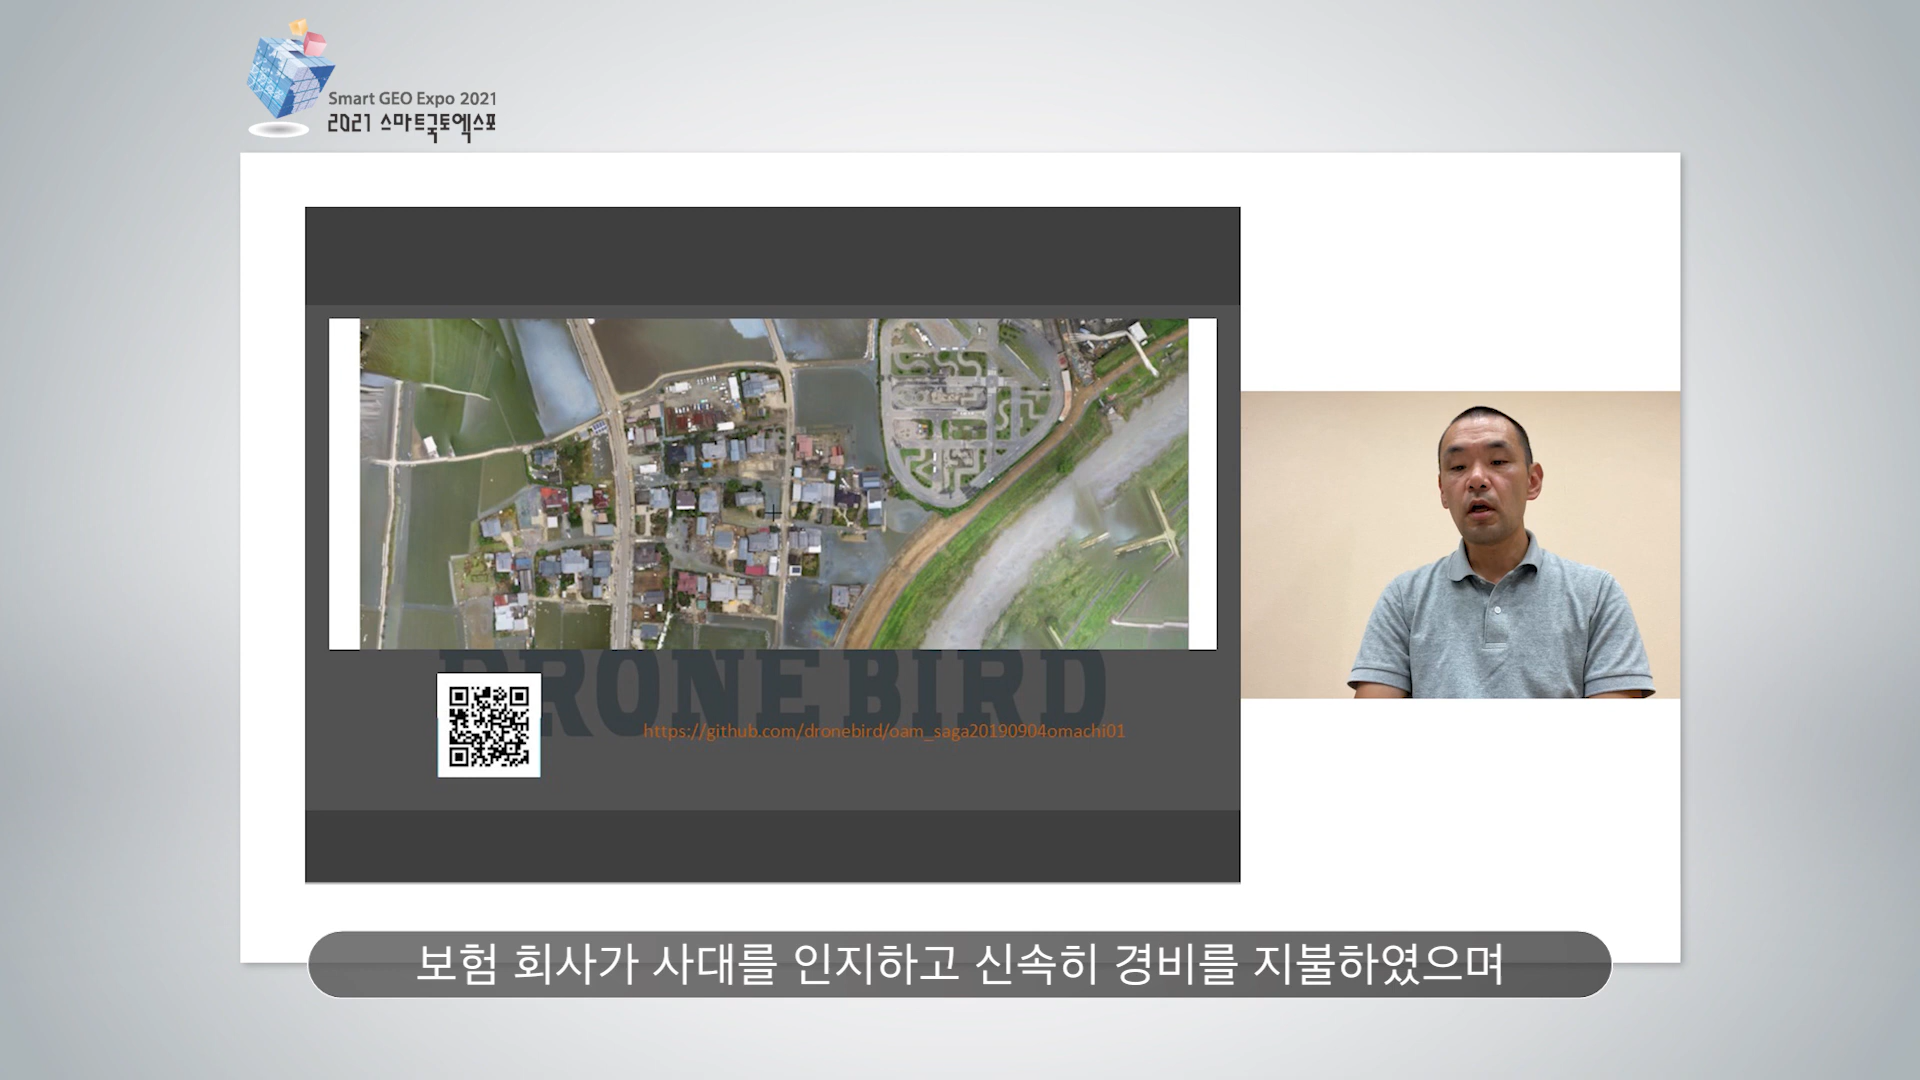 Smart GEO Expo 2021
2021 스마트국토엑스포
DRONE BIRD
https://github.com/dronebird/oam_saga20190904omachi01
보험 회사가 사대를 인지하고 신속히 경비를 지불하였으며